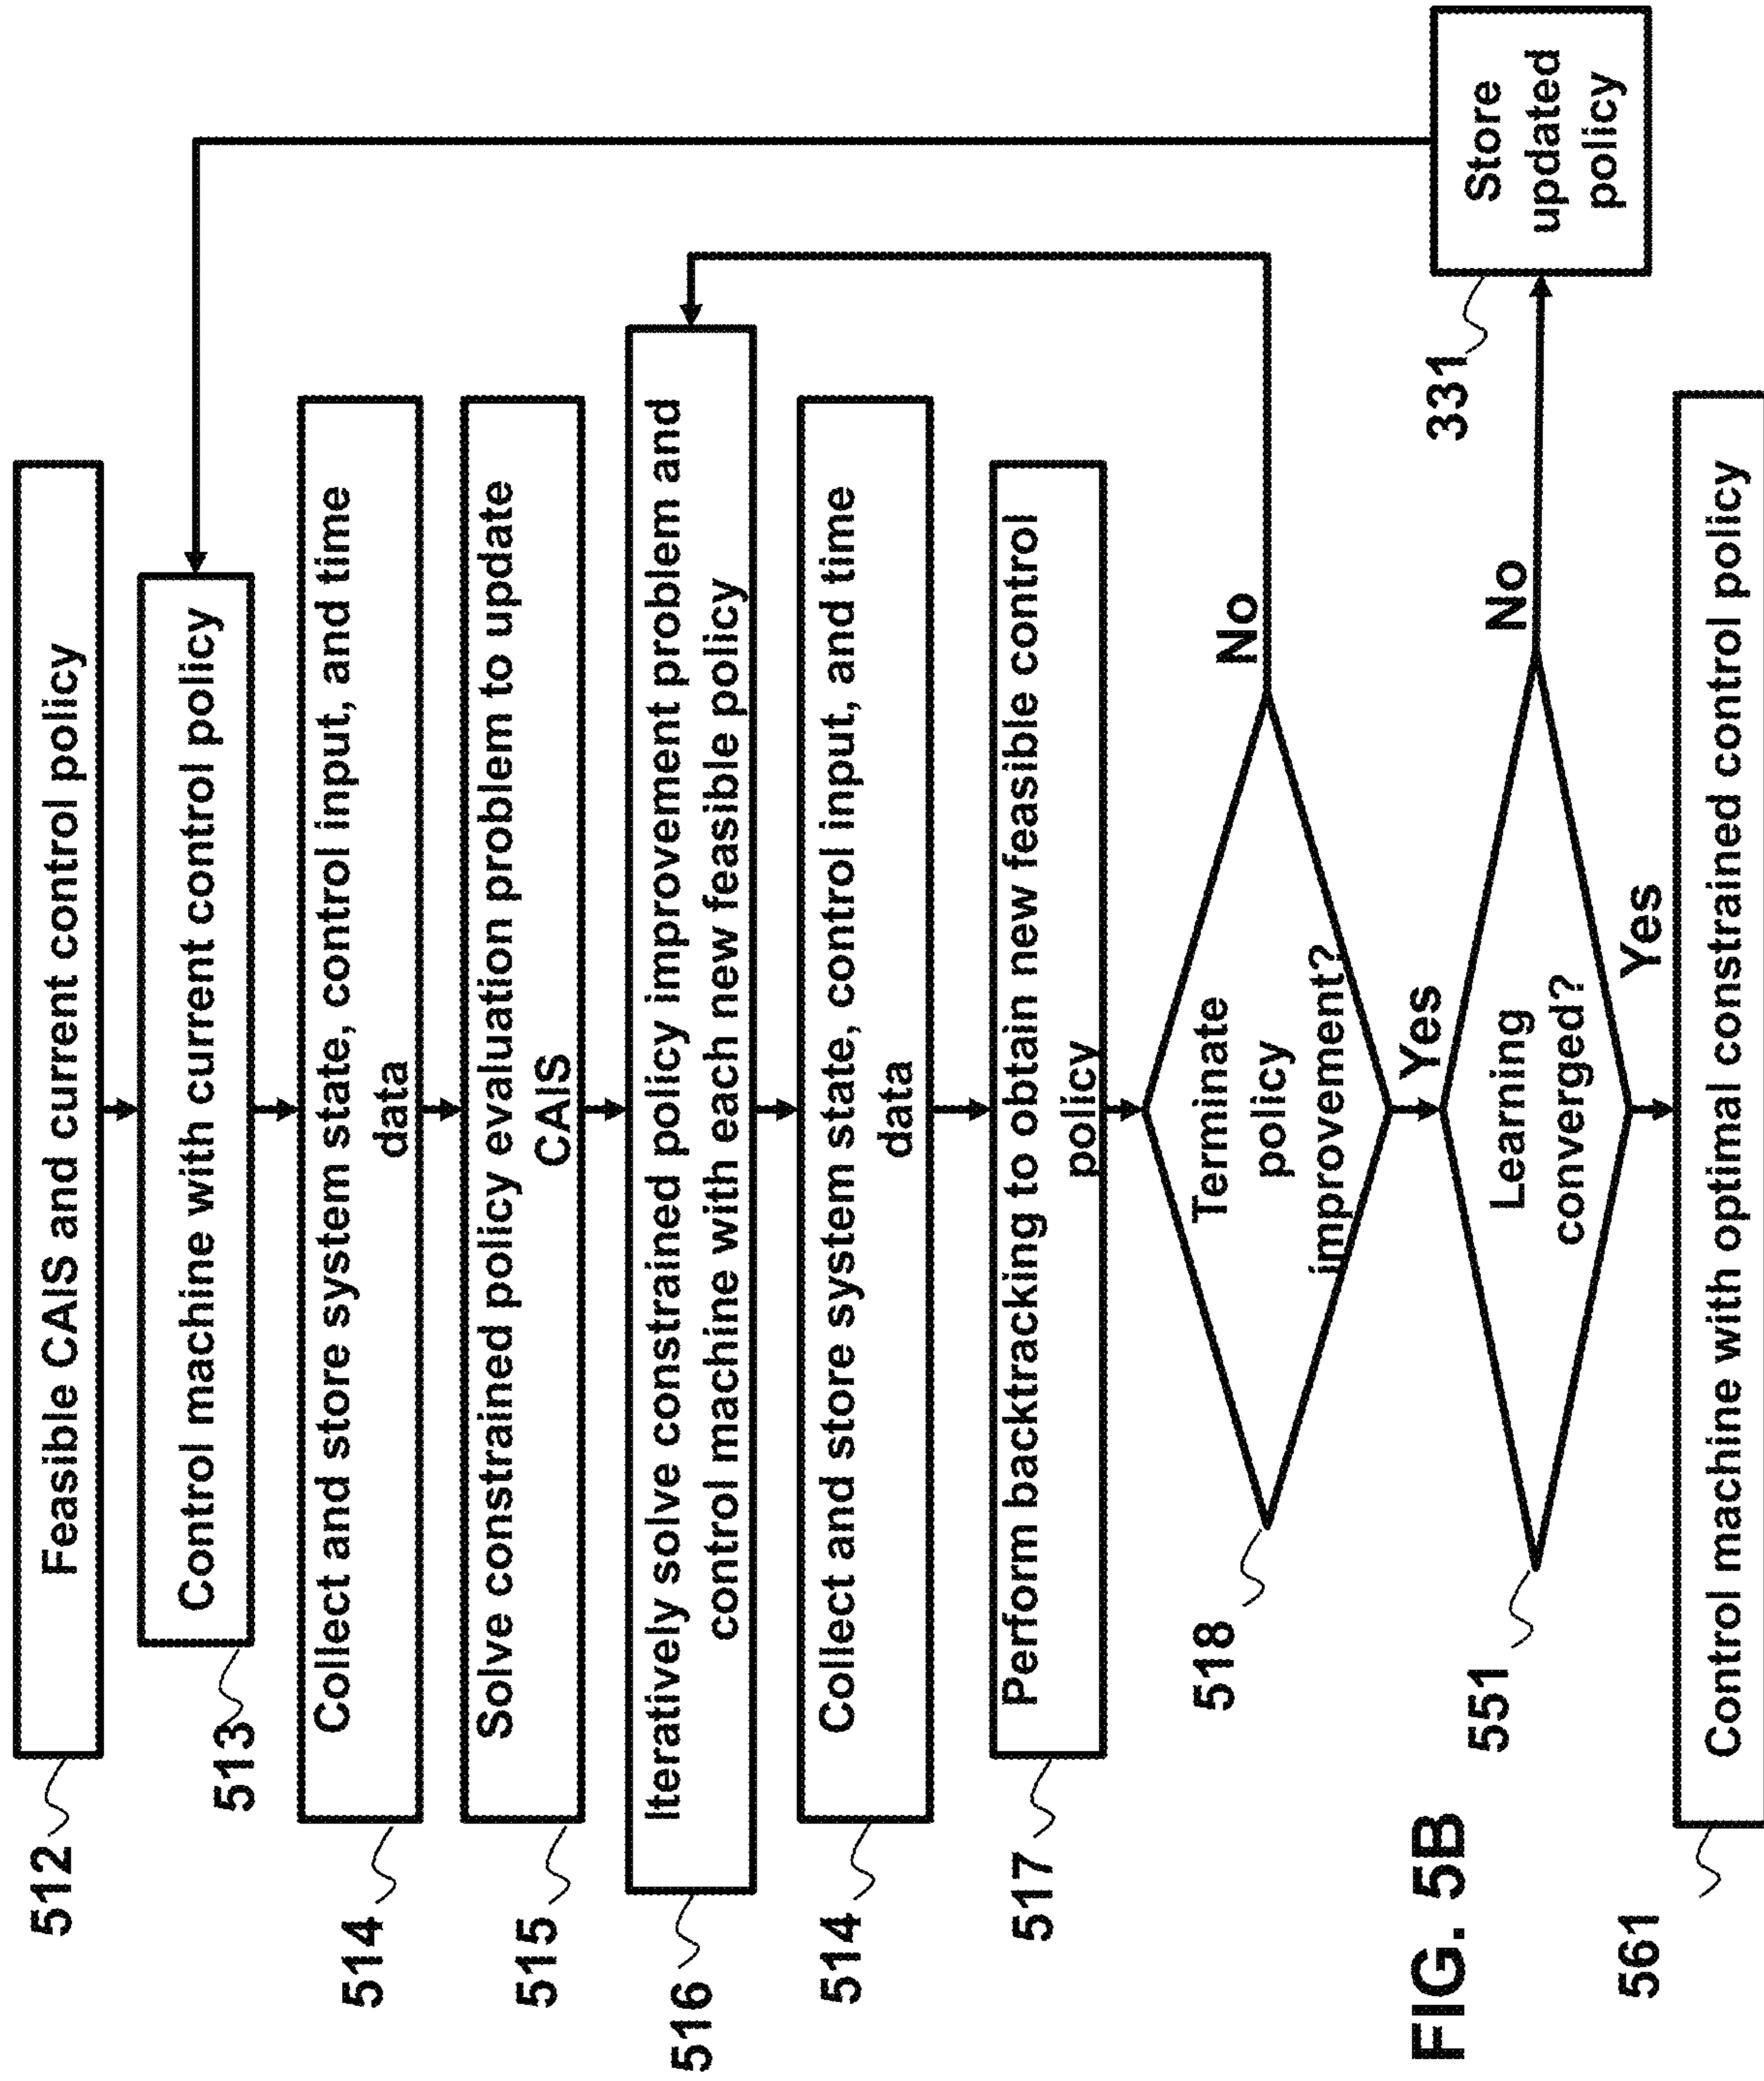 512
Feasible CAIS and current control policy
513
Control machine with current control policy
514
Collect and store system state, control input, and time
data
515
Solve constrained policy evaluation problem to update
CAIS
516
Iteratively solve constrained policy improvement problem and
control machine with each new feasible policy
514
Collect and store system state, control input, and time
data
517
Perform backtracking to obtain new feasible control
policy
518
Terminate
policy
improvement?
No
Yes
551
Learning
converged?
No
Yes
331
Store
updated
policy
561
Control machine with optimal constrained control policy
FIG. 5B